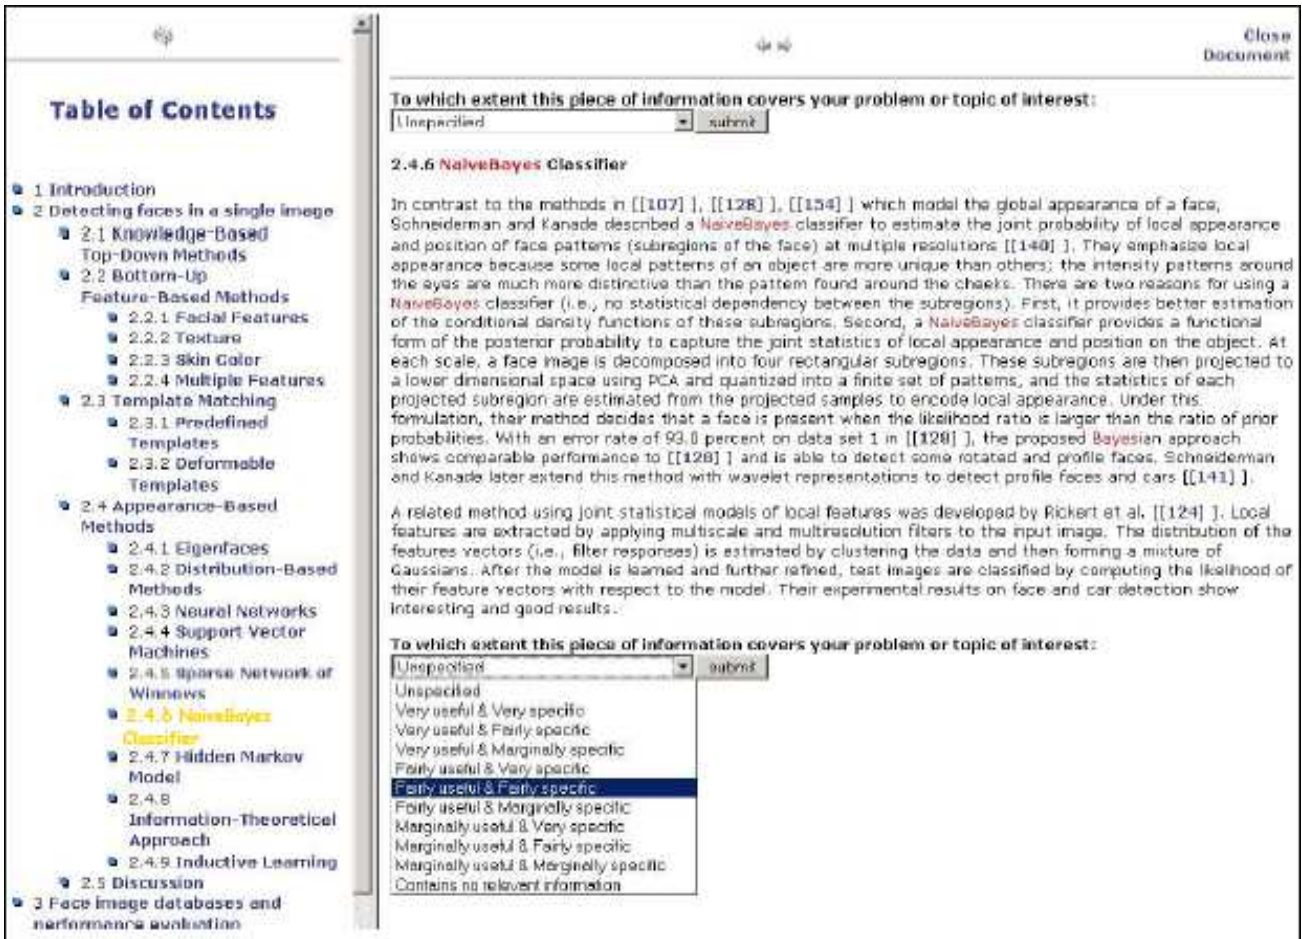 Table of Contents
1 Introduction
2 Detecting faces in a single image
2.1 Knowledge-Based
Top-Down Methods
2.2 Bottom-Up
Feature-Based Methods
2.2.1 Facial Features
2.2.2 Texture
2.2.3 Skin Color
2.2.4 Multiple Features
2.3 Template Matching
2.3.1 Predefined
Templates
2.3.2 Deformable
Templates
2.4 Appearance-Based
Methods
2.4.1 Eigenfaces
2.4.2 Distribution-Based
Methods
2.4.3 Neural Networks
2.4.4 Support Vector
Machines
2.4.5 Sparse Network of
Winnows
2.4.6 NaiveBayes
Classifier
2.4.7 Hidden Markov
Model
2.4.8
Information-Theoretical
Approach
2.4.9 Inductive Learning
2.5 Discussion
3 Face image databases and
performance evaluation
Close
Document
To which extent this piece of information covers your problem or topic of interest:
Unspecified submit
2.4.6 NaiveBayes Classifier
In contrast to the methods in [[107] ], [[128] ], [[154] ] which model the global appearance of a face,
Schneiderman and Kanade described a NaiveBayes classifier to estimate the joint probability of local appearance
and position of face patterns (subregions of the face) at multiple resolutions [[140] ]. They emphasize local
appearance because some local patterns of an object are more unique than others; the intensity patterns around
the eyes are much more distinctive than the pattern found around the cheeks. There are two reasons for using a
NaiveBayes classifier (i.e., no statistical dependency between the subregions). First, it provides better estimation
of the conditional density functions of these subregions. Second, a NaiveBayes classifier provides a functional
form of the posterior probability to capture the joint statistics of local appearance and position on the object. At
each scale, a face image is decomposed into four rectangular subregions. These subregions are then projected to
a lower dimensional space using PCA and quantized into a finite set of patterns, and the statistics of each
projected subregion are estimated from the projected samples to encode local appearance. Under this
formulation, their method decides that a face is present when the likelihood ratio is larger than the ratio of prior
probabilities. With an error rate of 93.0 percent on data set 1 in [[128] ], the proposed Bayesian approach
shows comparable performance to [[128] ] and is able to detect some rotated and profile faces. Schneiderman
and Kanade later extend this method with wavelet representations to detect profile faces and cars [[141] ].
A related method using joint statistical models of local features was developed by Rickert et al. [[124] ]. Local
features are extracted by applying multiscale and multiresolution filters to the input image. The distribution of the
features vectors (i.e., filter responses) is estimated by clustering the data and then forming a mixture of
Gaussians. After the model is learned and further refined, test images are classified by computing the likelihood of
their feature vectors with respect to the model. Their experimental results on face and car detection show
interesting and good results.
To which extent this piece of information covers your problem or topic of interest:
Unspecified submit
Unspecified
Very useful & Very specific
Very useful & Fairly specific
Very useful & Marginally specific
Fairly useful & Very specific
Fairly useful & Fairly specific
Fairly useful & Marginally specific
Marginally useful & Very specific
Marginally useful & Fairly specific
Marginally useful & Marginally specific
Contains no relevant information